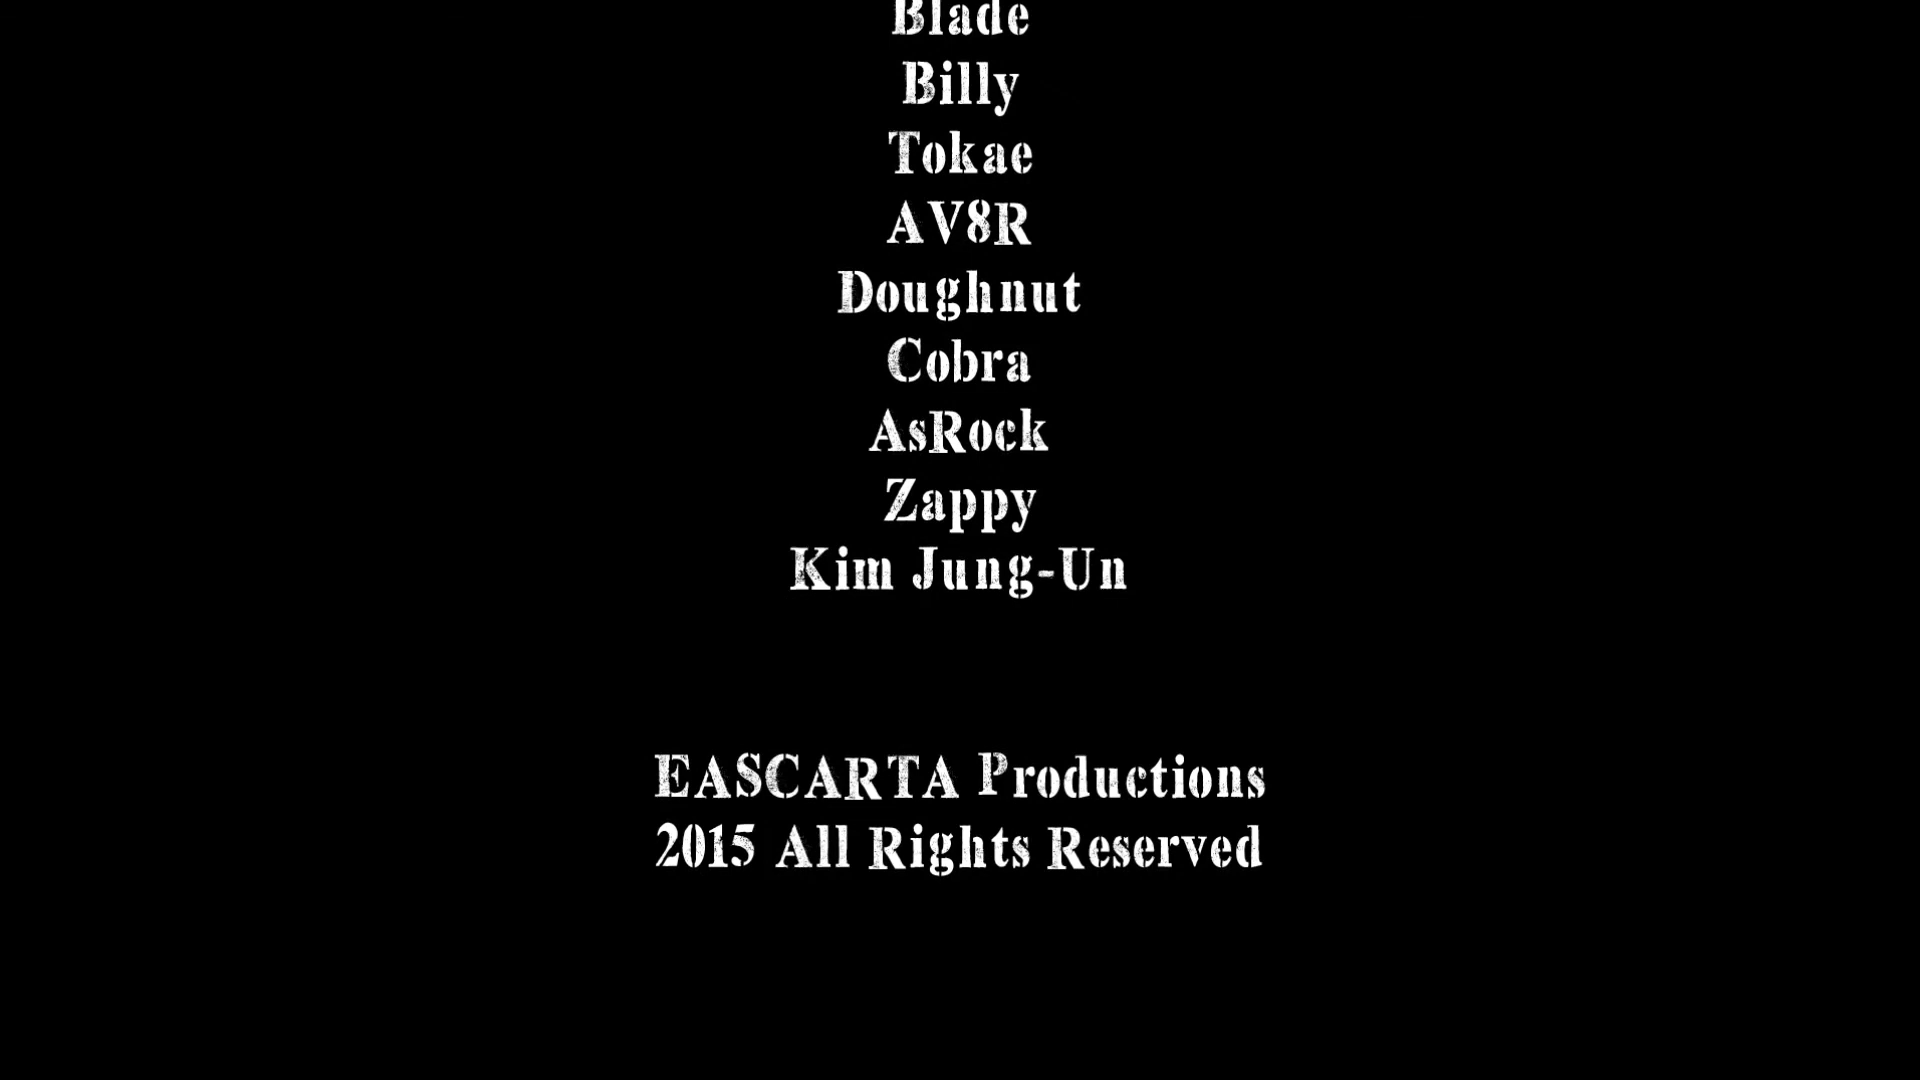 Blade
Billy
Tokae
AV8R
Doughnut
Cobra
AsRock
Zappy
Kim Jung-Un
EASCARTA Productions
2015 All Rights Reserved